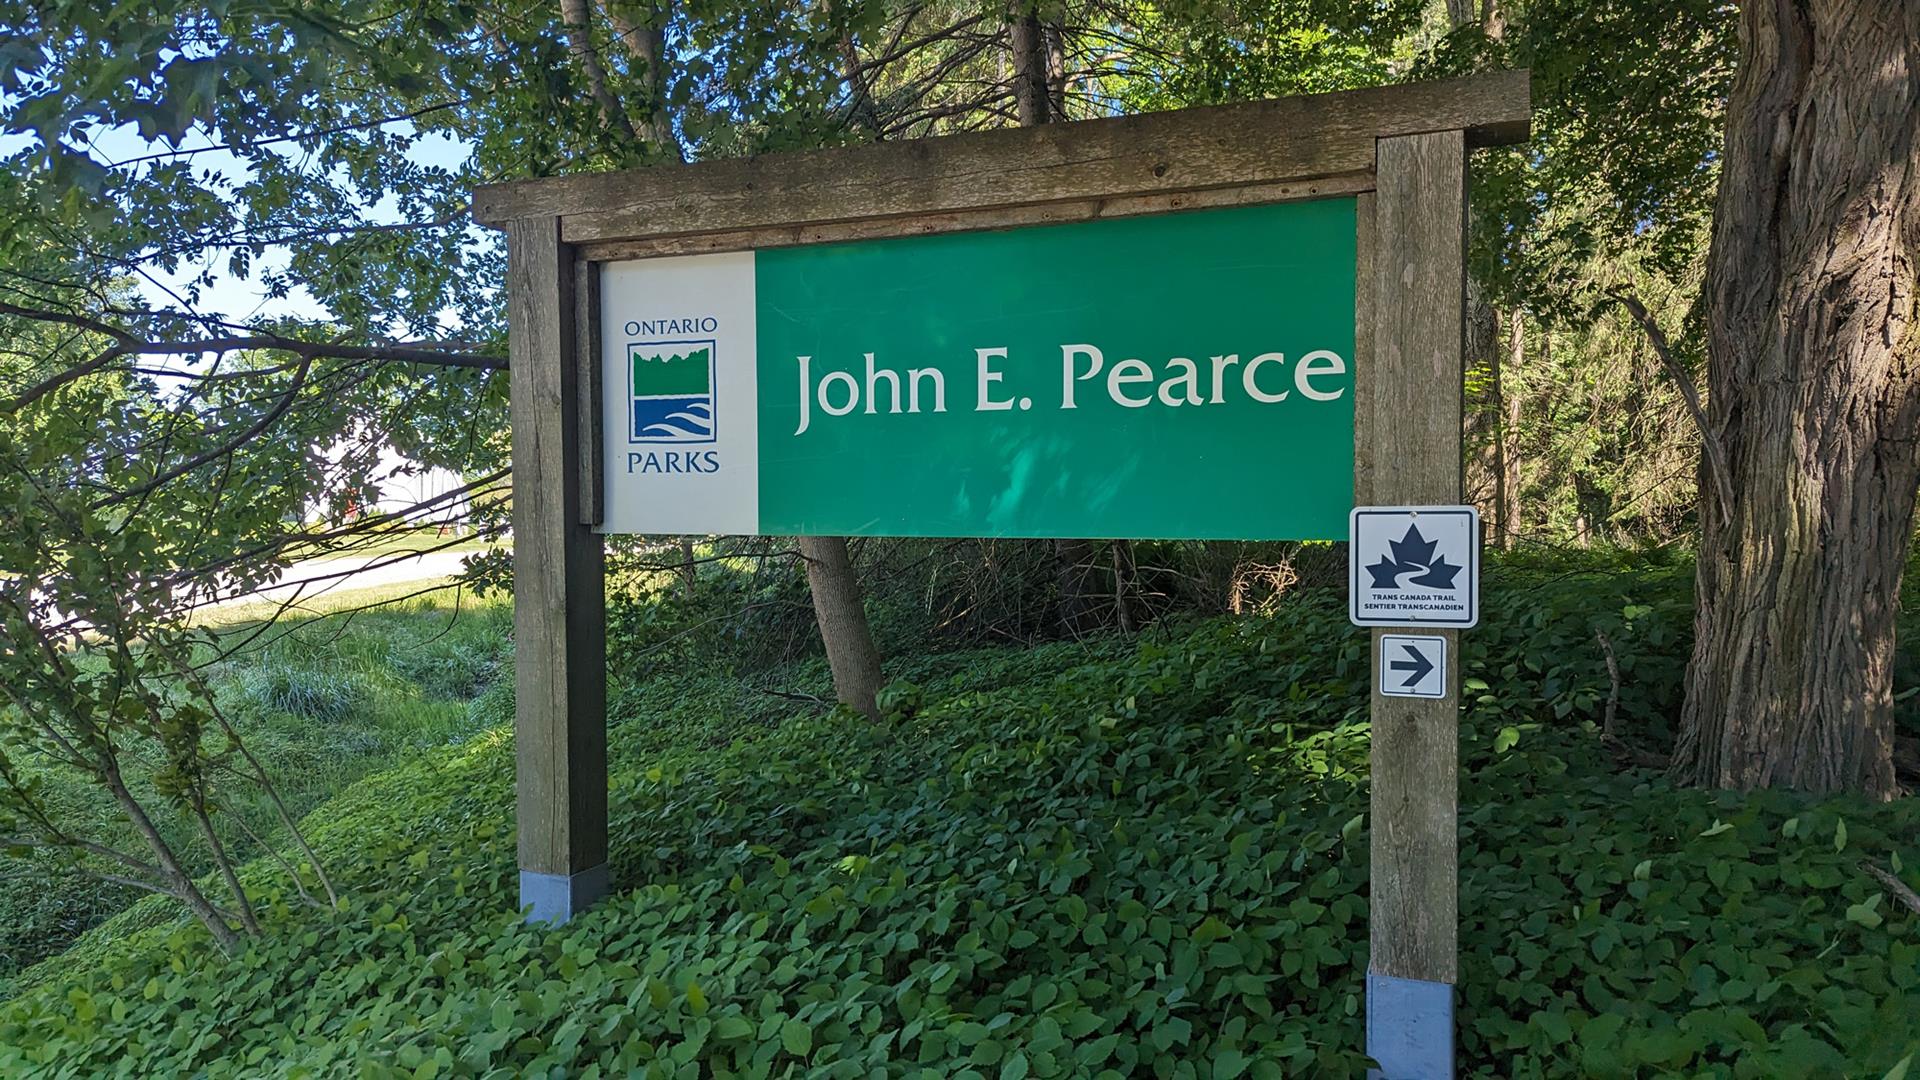 ONTARIO
PARKS
John E. Pearce
TRANS CANADA TRAIL
SENTIER TRANSCANADIEN